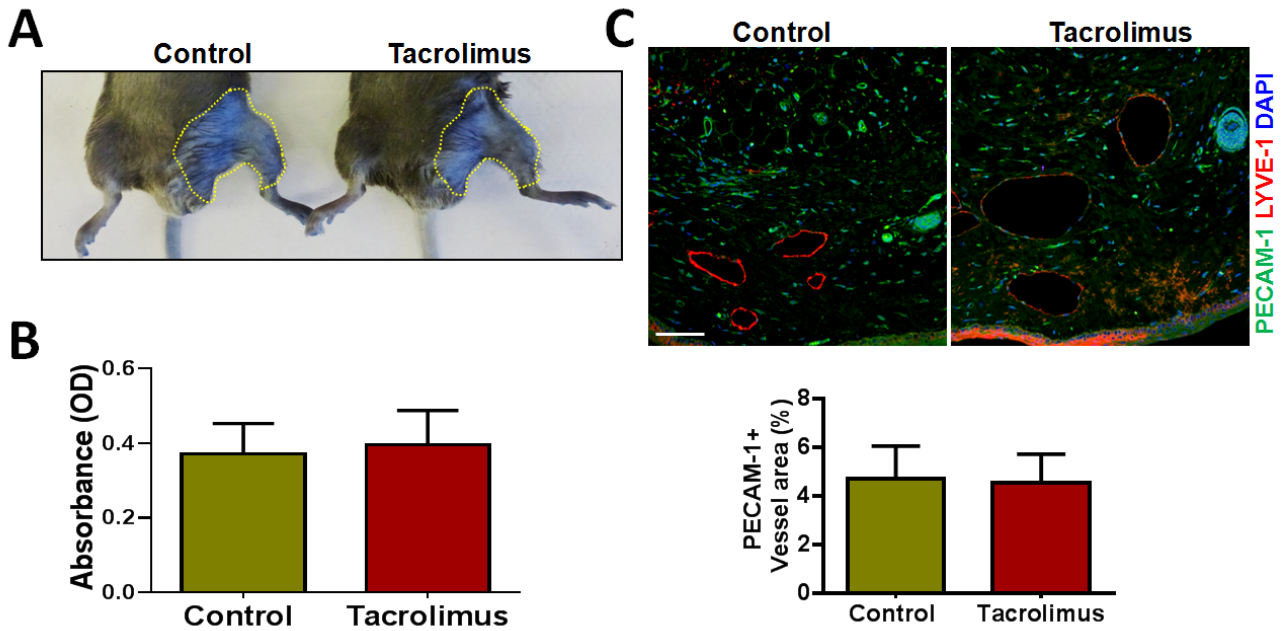 A
Control Tacrolimus
B
Absorbance (OD)
0.6
0.4
0.2
0.0
Control Tacrolimus
C
Control Tacrolimus
PECAM-1 LYVE-1 DAPI
PECAM-1+
Vessel area (%)
8
6
4
2
0
Control Tacrolimus